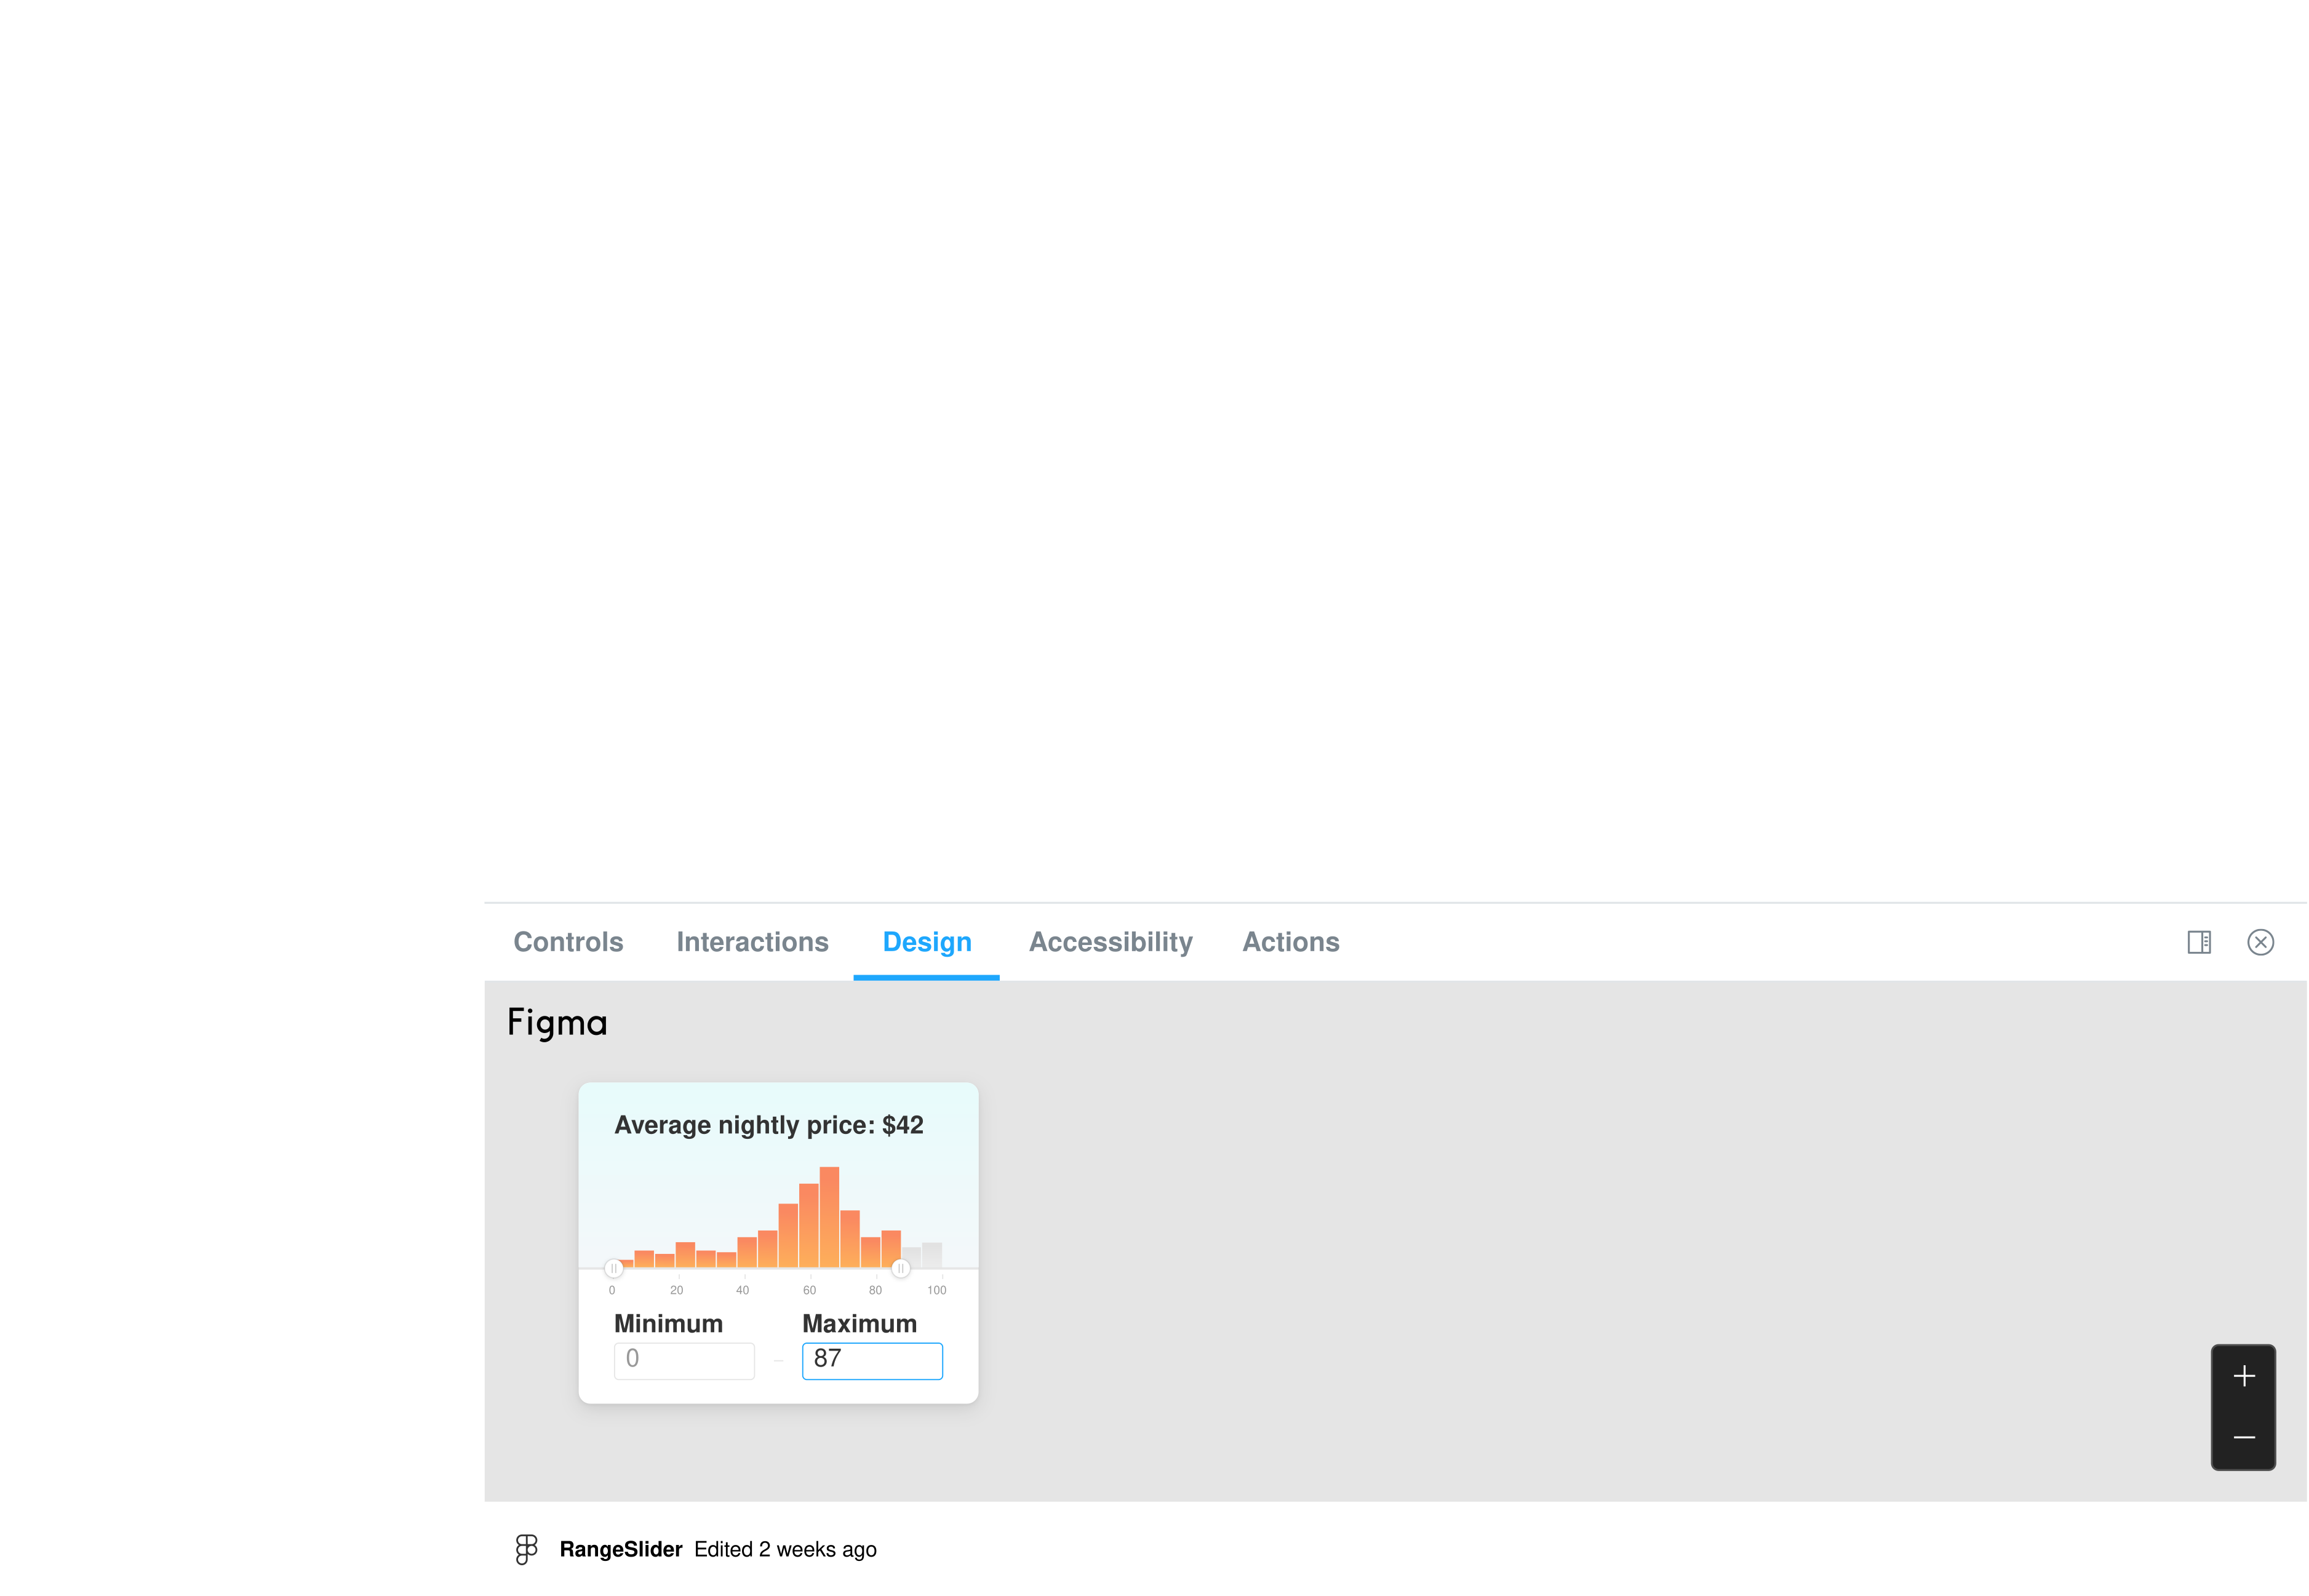 Controls Interactions Design Accessibility Actions
Figma
Average nightly price: $42
0 20 40 60 80 100
Minimum Maximum
0 – 87
RangeSlider Edited 2 weeks ago